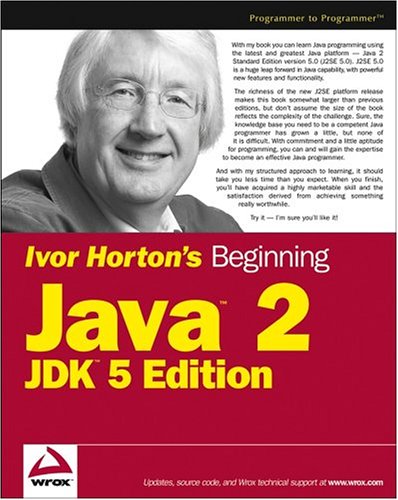 Programmer to Programmer™
With my book you can learn Java programming using
the latest and greatest Java platform — Java 2
Standard Edition version 5.0 (J2SE 5.0). J2SE 5.0
is a huge leap forward in Java capability, with powerful
new features and functionality.
The richness of the new J2SE platform release
makes this book somewhat larger than previous
editions, but don't assume the size of the book
reflects the complexity of the challenge. Sure, the
knowledge base you need to be a competent Java
programmer has grown a little, but none of
it is difficult. With commitment and a little aptitude
for programming, you can and will gain the expertise to
become an effective Java programmer.
And with my structured approach to learning, it should
take you less time than you expect. When you finish,
you'll have acquired a highly marketable skill and the
satisfaction derived from achieving something
really worthwhile.
Try it — I'm sure you'll like it!
Ivor Horton's Beginning
Java™ 2
JDK™ 5 Edition
wrox™
Updates, source code, and Wrox technical support at www.wrox.com